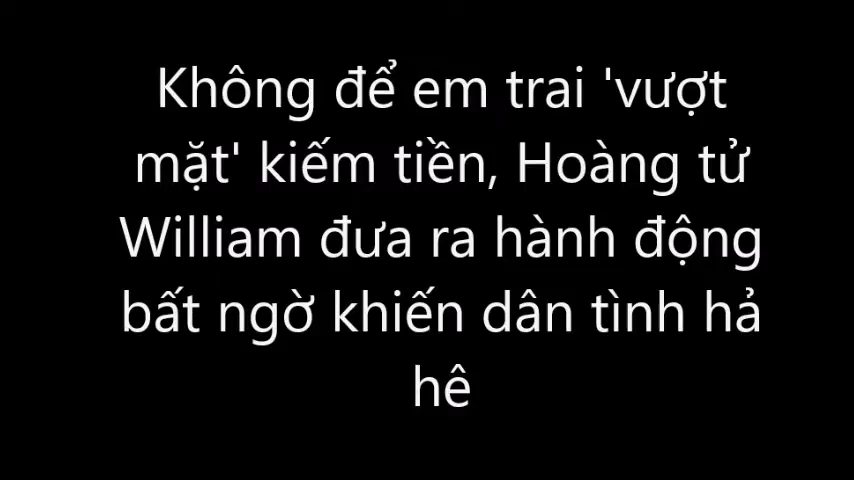 Không để em trai 'vượt
mặt' kiếm tiền, Hoàng tử
William đưa ra hành động
bất ngờ khiến dân tình hả
hê